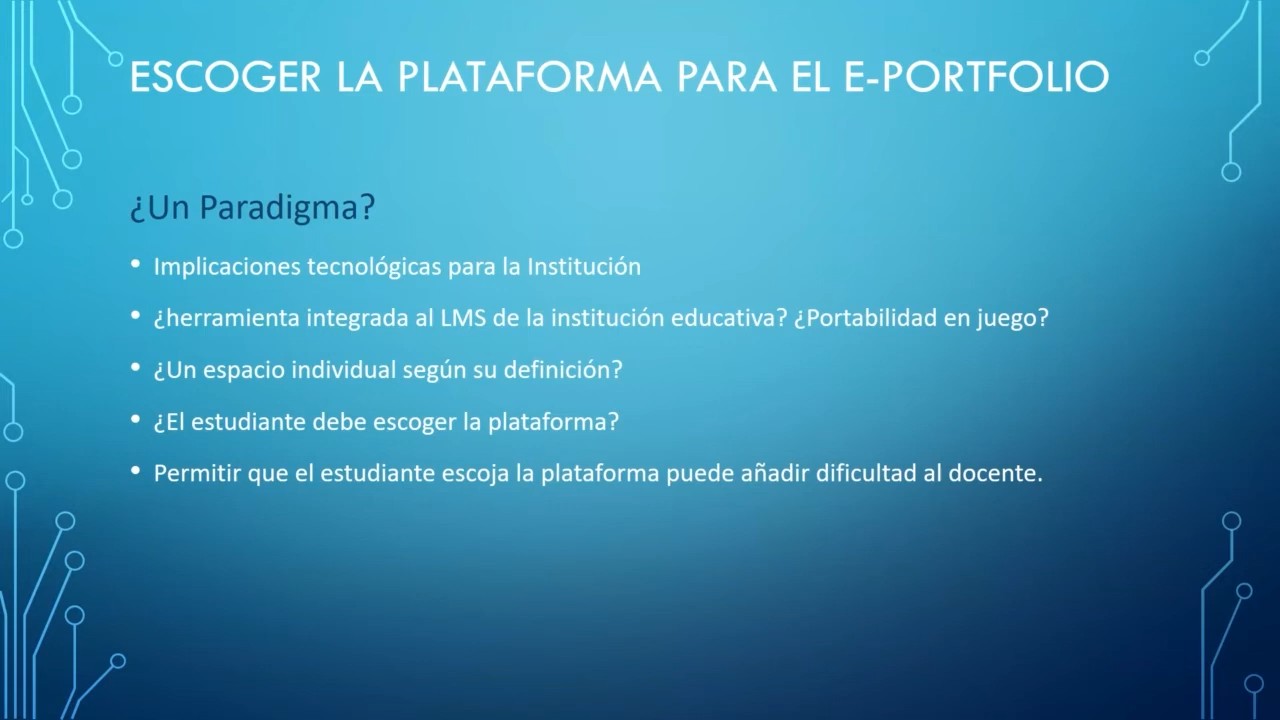 ESCOGER LA PLATAFORMA PARA EL E-PORTFOLIO
¿Un Paradigma?
• Implicaciones tecnológicas para la Institución
• ¿herramienta integrada al LMS de la institución educativa? ¿Portabilidad en juego?
• ¿Un espacio individual según su definición?
• ¿El estudiante debe escoger la plataforma?
• Permitir que el estudiante escoja la plataforma puede añadir dificultad al docente.